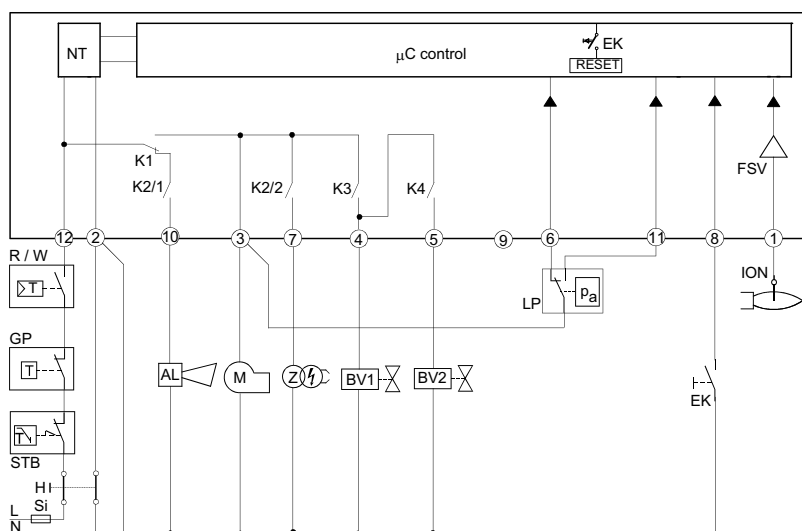 NT
μC control
EK
RESET
K1
K2/1
K2/2
K3
K4
FSV
12
2
10
3
7
4
5
9
6
11
8
1
R / W
T
GP
T
STB
T
H
L
Si
N
AL
M
Z
BV1
BV2
LP
pa
ION
EK